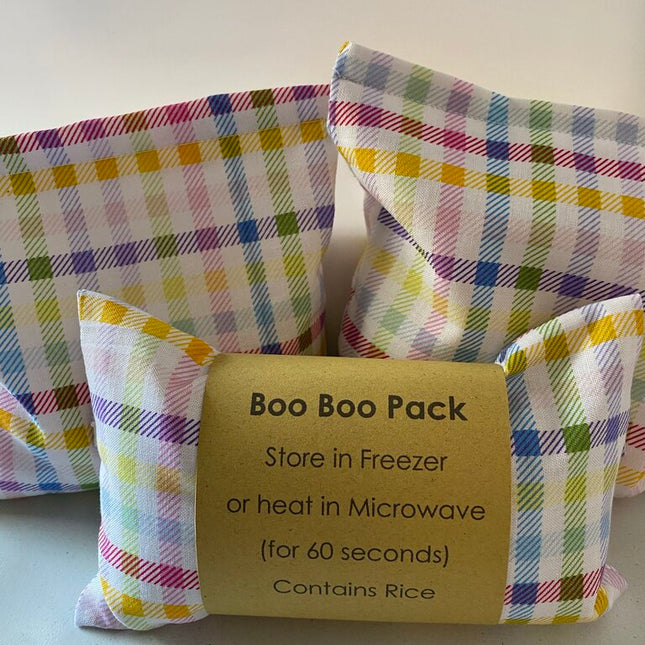 Boo Boo Pack
Store in Freezer
or heat in Microwave
(for 60 seconds)
Contains Rice